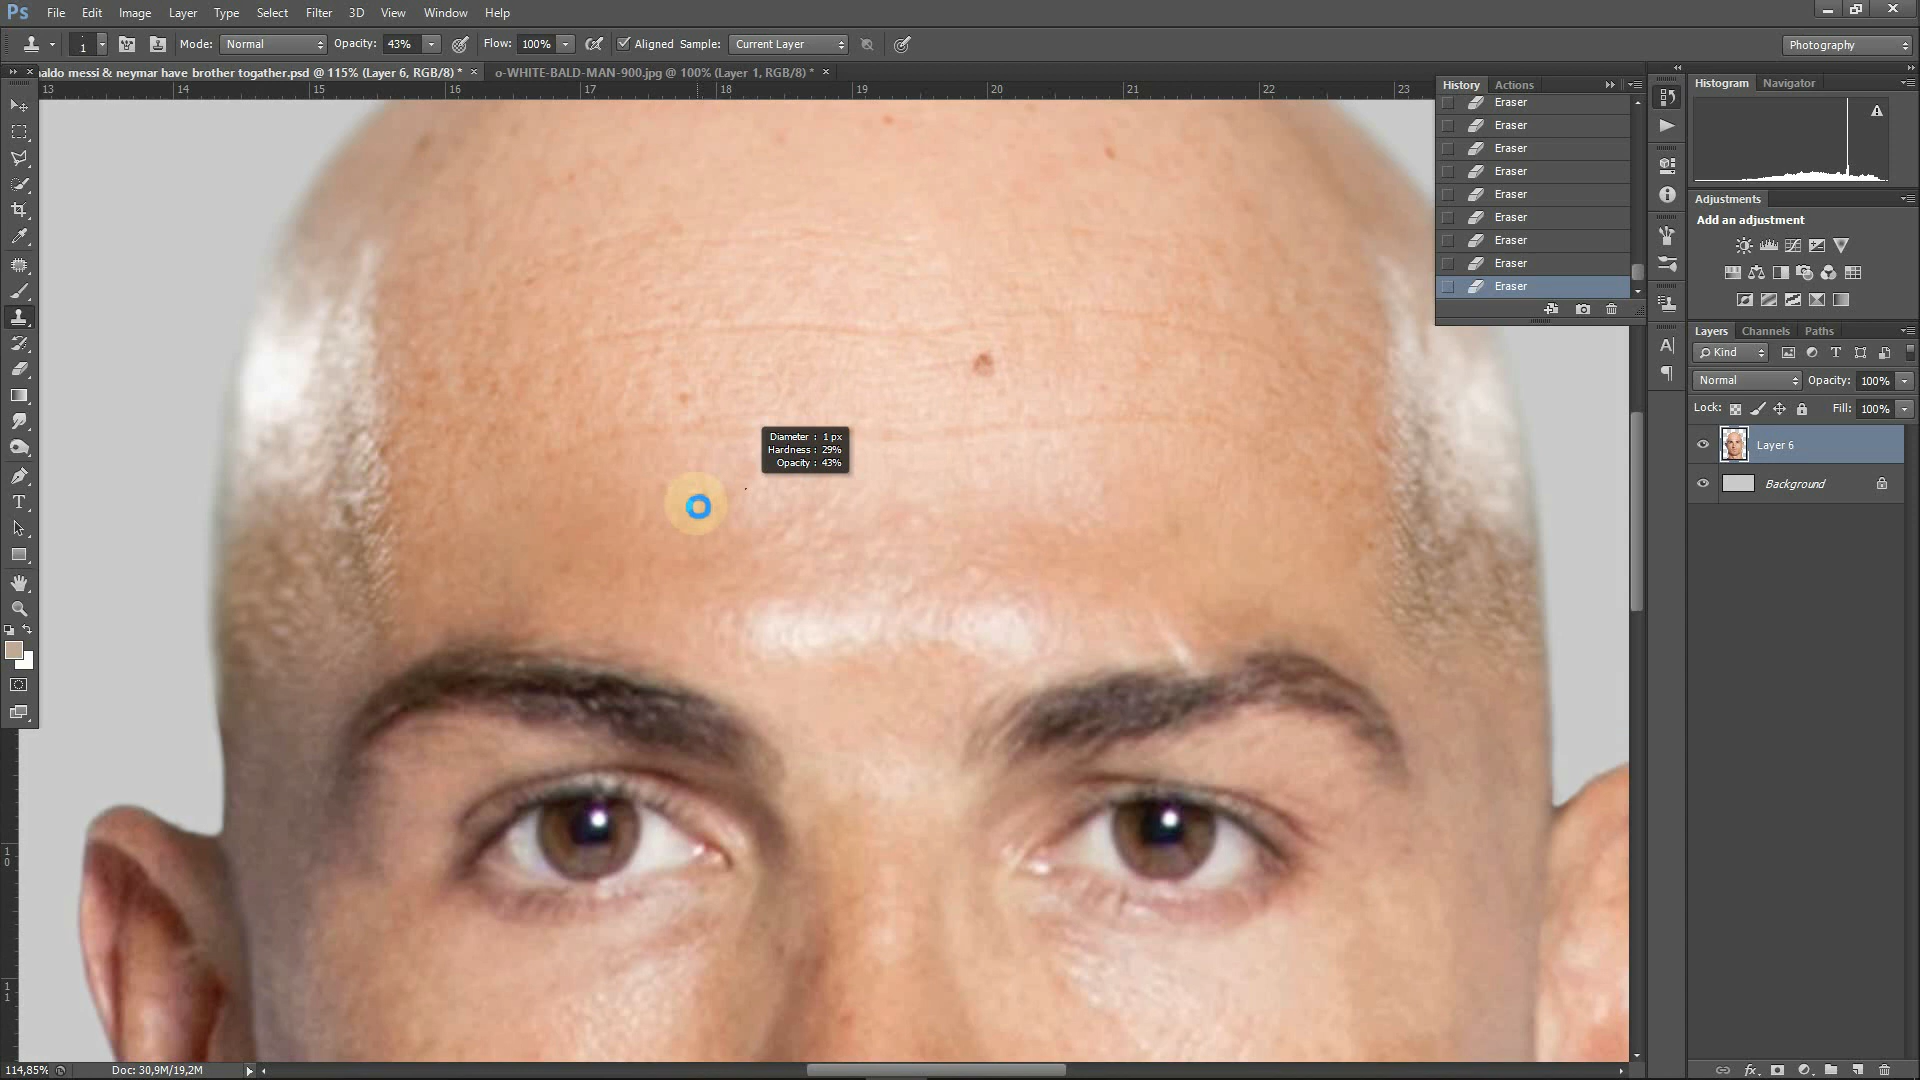 Ps File Edit Image Layer Type Select Filter 3D View Window Help
1 Mode: Normal Opacity: 43% Flow: 100% Aligned Sample: Current Layer Photography
naldo messi & neymar have brother togather.psd @ 115% (Layer 6, RGB/8) * × o-WHITE-BALD-MAN-900.jpg @ 100% (Layer 1, RGB/8) * ×
13 14 15 16 17 18 19 20 21 22 23
History Actions
Eraser
Eraser
Eraser
Eraser
Eraser
Eraser
Eraser
Eraser
Eraser
Histogram Navigator
Adjustments
Add an adjustment
Layers Channels Paths
Kind T
Normal Opacity: 100%
Lock: Fill: 100%
Layer 6
Background
Diameter : 1 px
Hardness : 29%
Opacity : 43%
T
A
10
11
114,85% Doc: 30,9M/19,2M
fx